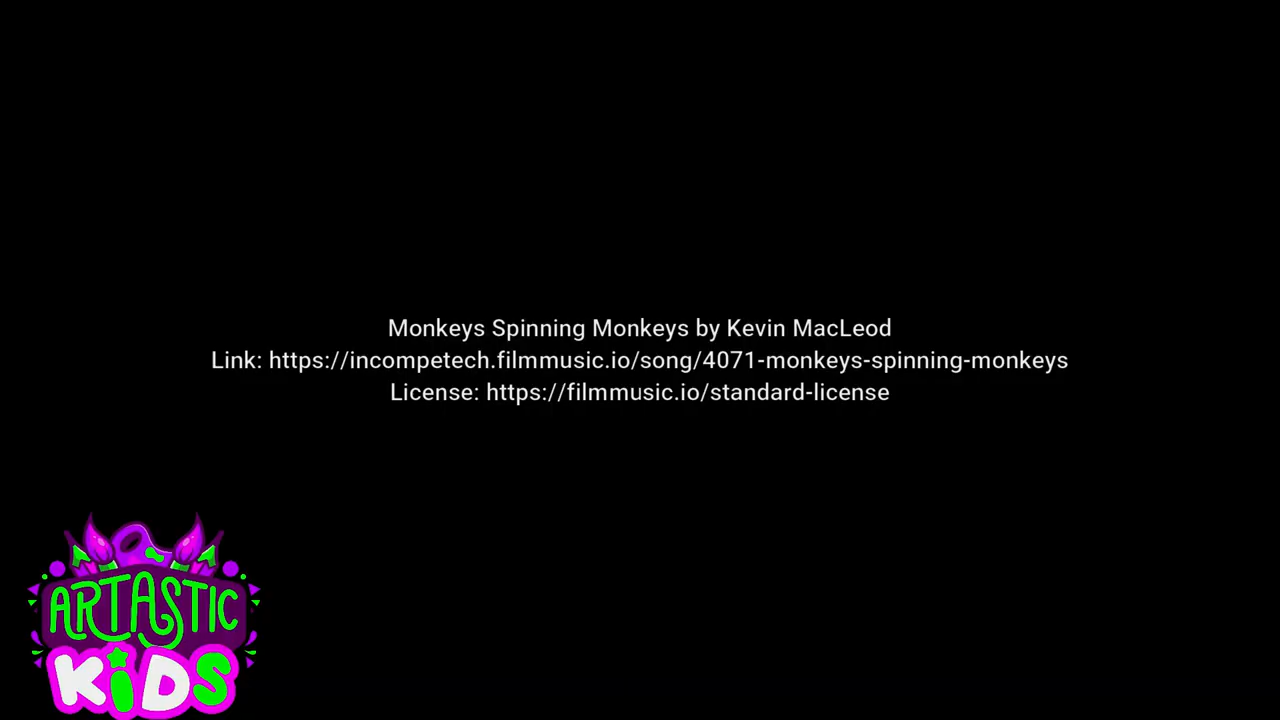 Monkeys Spinning Monkeys by Kevin MacLeod
Link: https://incompetech.filmmusic.io/song/4071-monkeys-spinning-monkeys
License: https://filmmusic.io/standard-license
ARTASTIC
KiDS